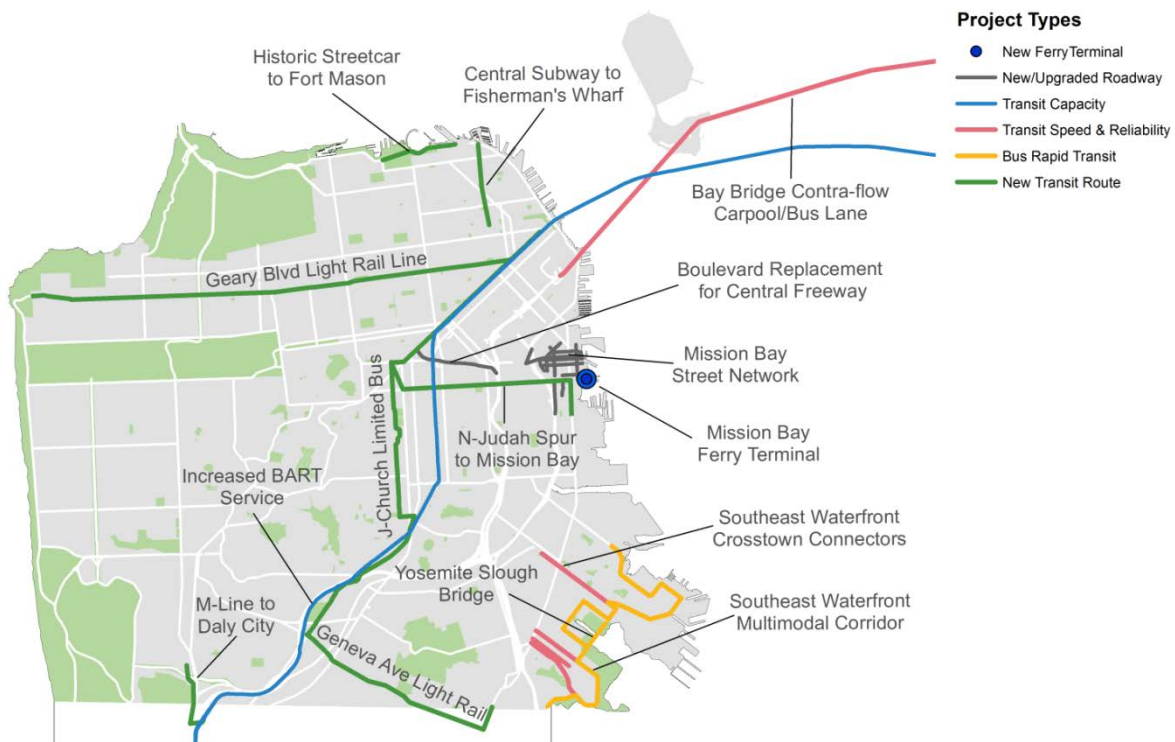 Project Types
New FerryTerminal
New/Upgraded Roadway
Transit Capacity
Transit Speed & Reliability
Bus Rapid Transit
New Transit Route
Historic Streetcar
to Fort Mason
Central Subway to
Fisherman's Wharf
Bay Bridge Contra-flow
Carpool/Bus Lane
Geary Blvd Light Rail Line
Boulevard Replacement
for Central Freeway
Mission Bay
Street Network
J-Church Limited Bus
N-Judah Spur
to Mission Bay
Mission Bay
Ferry Terminal
Increased BART
Service
Southeast Waterfront
Crosstown Connectors
Yosemite Slough
Bridge
Southeast Waterfront
Multimodal Corridor
M-Line to
Daly City
Geneva Ave Light Rail